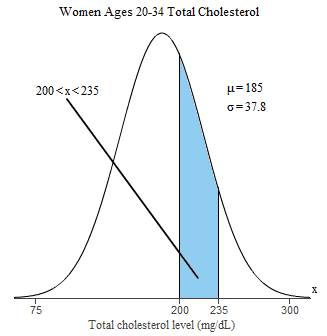 Women Ages 20-34 Total Cholesterol
200<x<235
μ=185
σ=37.8
x
75 200 235 300
Total cholesterol level (mg/dL)